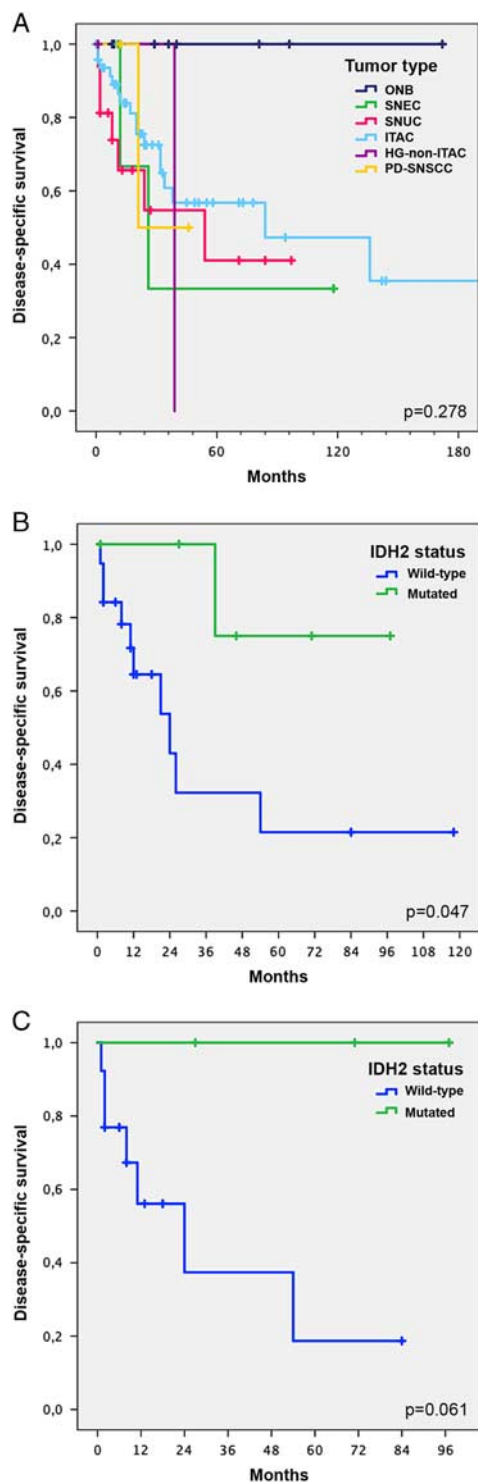 A
1,0
0,8
0,6
0,4
0,2
0,0
Disease-specific survival
Tumor type
ONB
SNEC
SNUC
ITAC
HG-non-ITAC
PD-SNSCC
p=0.278
0 60 120 180
Months
B
1,0
0,8
0,6
0,4
0,2
0,0
Disease-specific survival
IDH2 status
Wild-type
Mutated
p=0.047
0 12 24 36 48 60 72 84 96 108 120
Months
C
1,0
0,8
0,6
0,4
0,2
0,0
Disease-specific survival
IDH2 status
Wild-type
Mutated
p=0.061
0 12 24 36 48 60 72 84 96
Months